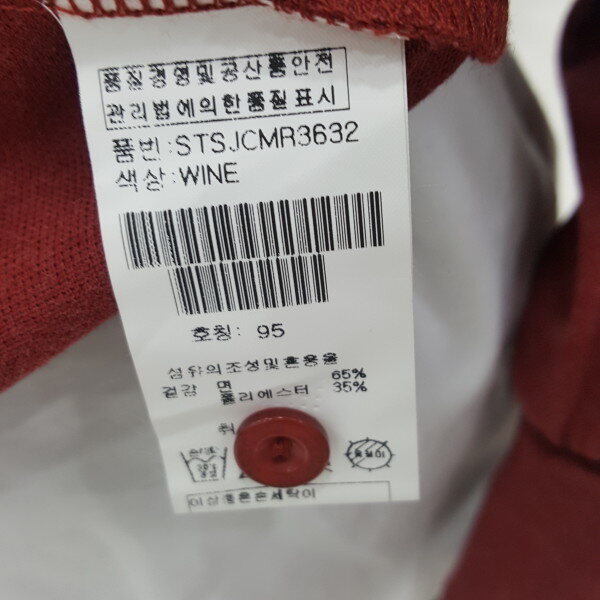 품질경영및공산품안전
관리법에의한품질표시
품번:STSJCMR3632
색상:WINE
호칭: 95
섬유의조성및혼용율
겉감 면 65%
폴리에스터 35%